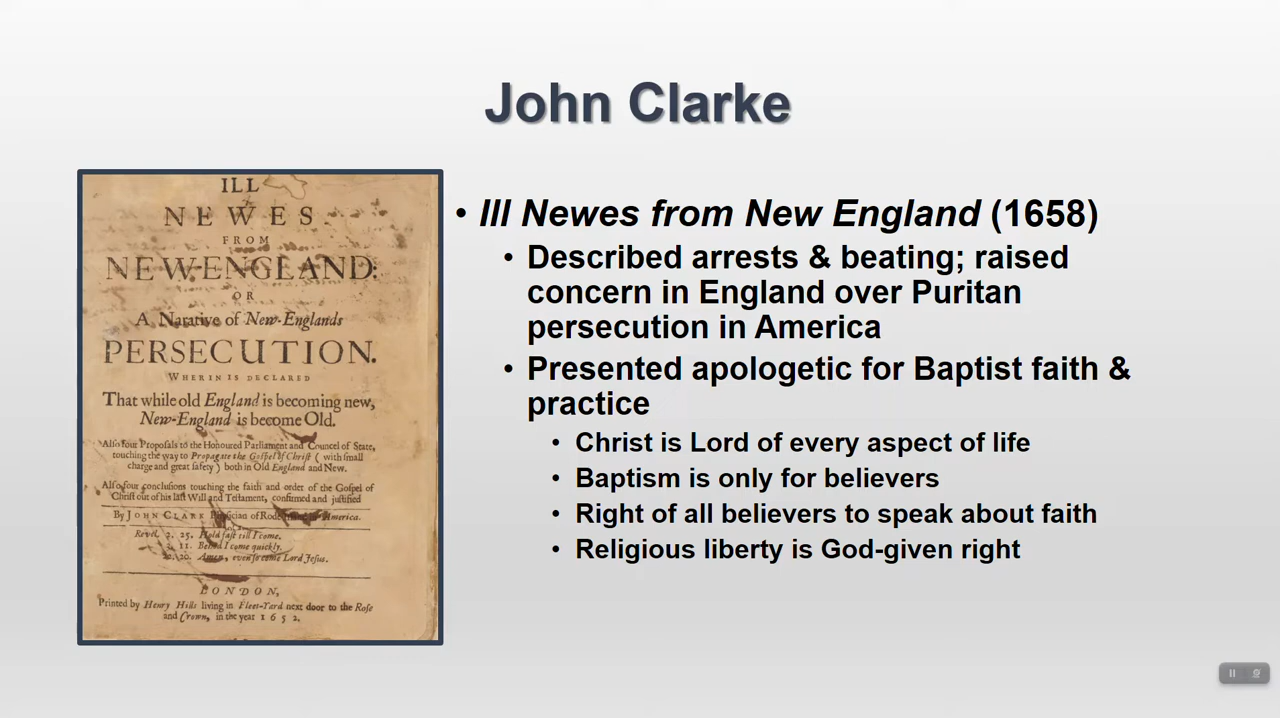 John Clarke
ILL
NEWES
FROM
NEW-ENGLAND:
OR
A Narative of New-Englands
PERSECUTION.
WHERIN IS DECLARED
That while old England is becoming new,
New-England is become Old.
Also four Proposals to the Honoured Parliament and Councel of State,
touching the way to Propagate the Gospel of Christ ( with small
charge and great safety ) both in Old England and New.
Also four conclusions touching the faith and order of the Gospel of
Christ out of his last Will and Testament, confirmed and justified
By JOHN CLARK Physician of America.
Revel. 2. 25. Hold fast till I come.
11. Behold I come quickly.
20. Amen, even so come Lord Jesus.
LONDON,
Printed by Henry Hills living in Fleet-Yard next door to the Rose
and Crown, in the year 1652.
• Ill Newes from New England (1658)
• Described arrests & beating; raised
concern in England over Puritan
persecution in America
• Presented apologetic for Baptist faith &
practice
• Christ is Lord of every aspect of life
• Baptism is only for believers
• Right of all believers to speak about faith
• Religious liberty is God-given right